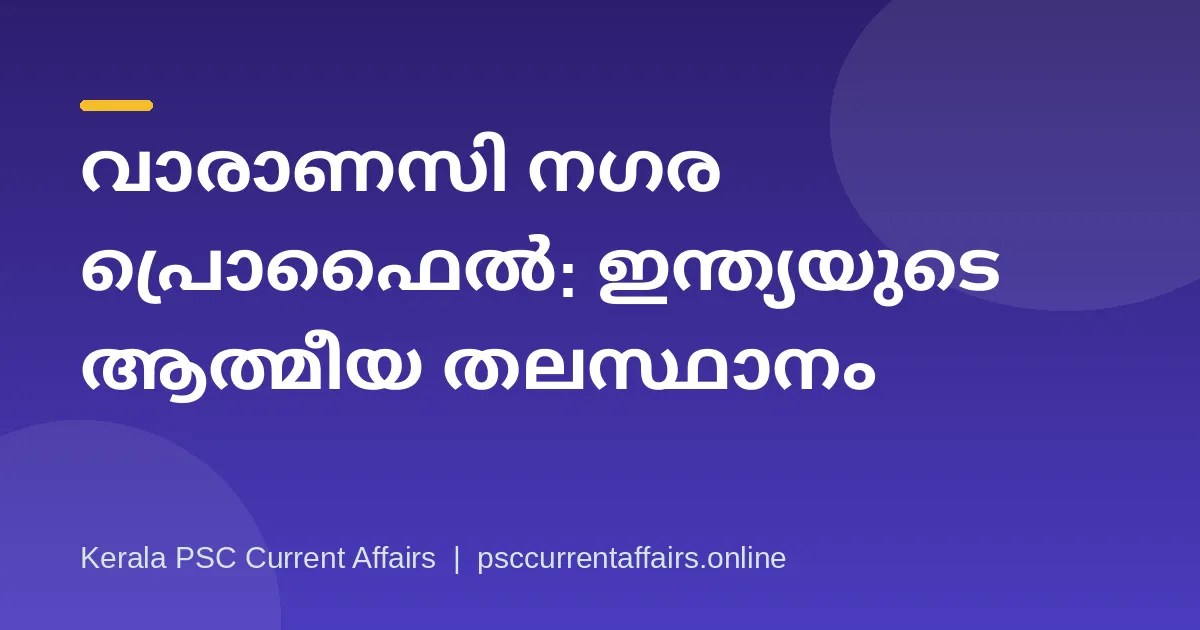 വാരാണസി നഗര
പ്രൊഫൈൽ: ഇന്ത്യയുടെ
ആത്മീയ തലസ്ഥാനം
Kerala PSC Current Affairs | psccurrentaffairs.online